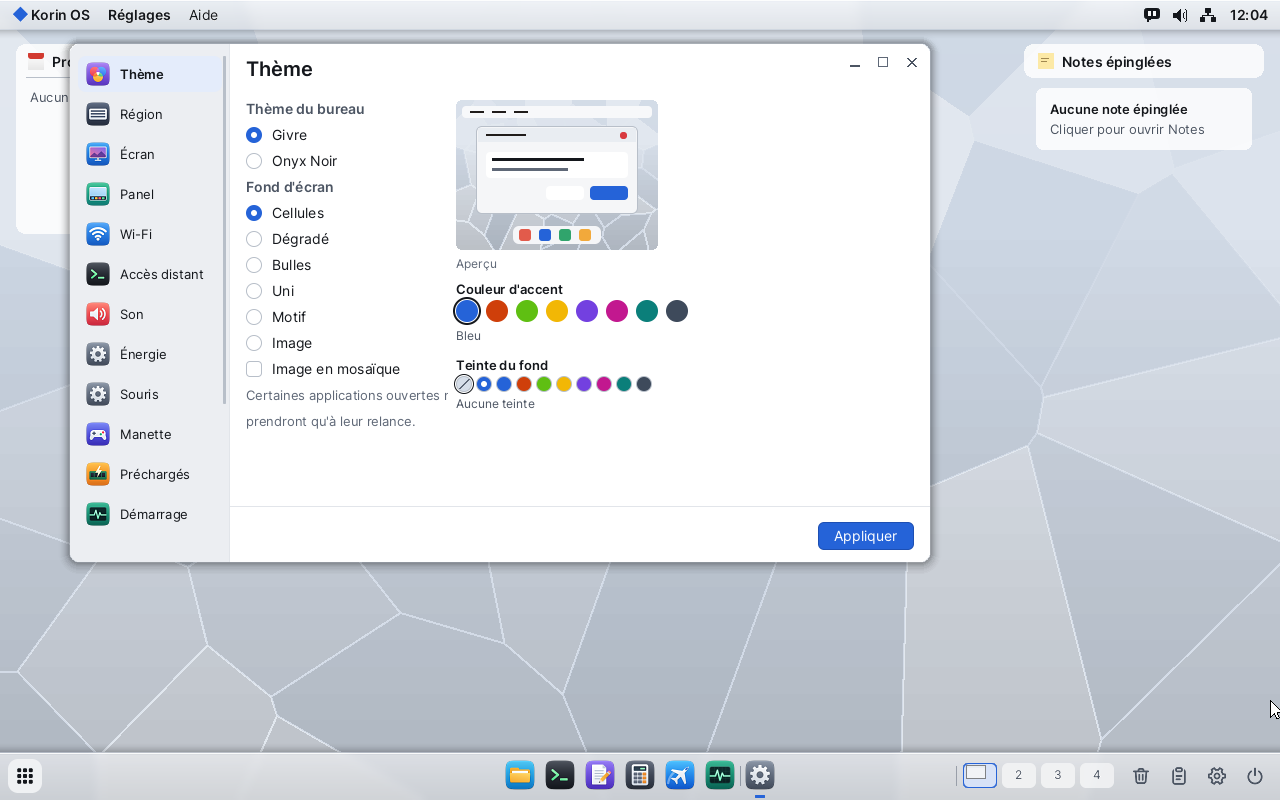 Korin OS Réglages Aide
12:04
Pro
Aucun
Thème
Région
Écran
Panel
Wi-Fi
Accès distant
Son
Énergie
Souris
Manette
Préchargés
Démarrage
Thème
Thème du bureau
Givre
Onyx Noir
Fond d'écran
Cellules
Dégradé
Bulles
Uni
Motif
Image
Image en mosaïque
Certaines applications ouvertes
prendront qu'à leur relance.
Aperçu
Couleur d'accent
Bleu
Teinte du fond
Aucune teinte
Appliquer
Notes épinglées
Aucune note épinglée
Cliquer pour ouvrir Notes
2 3 4